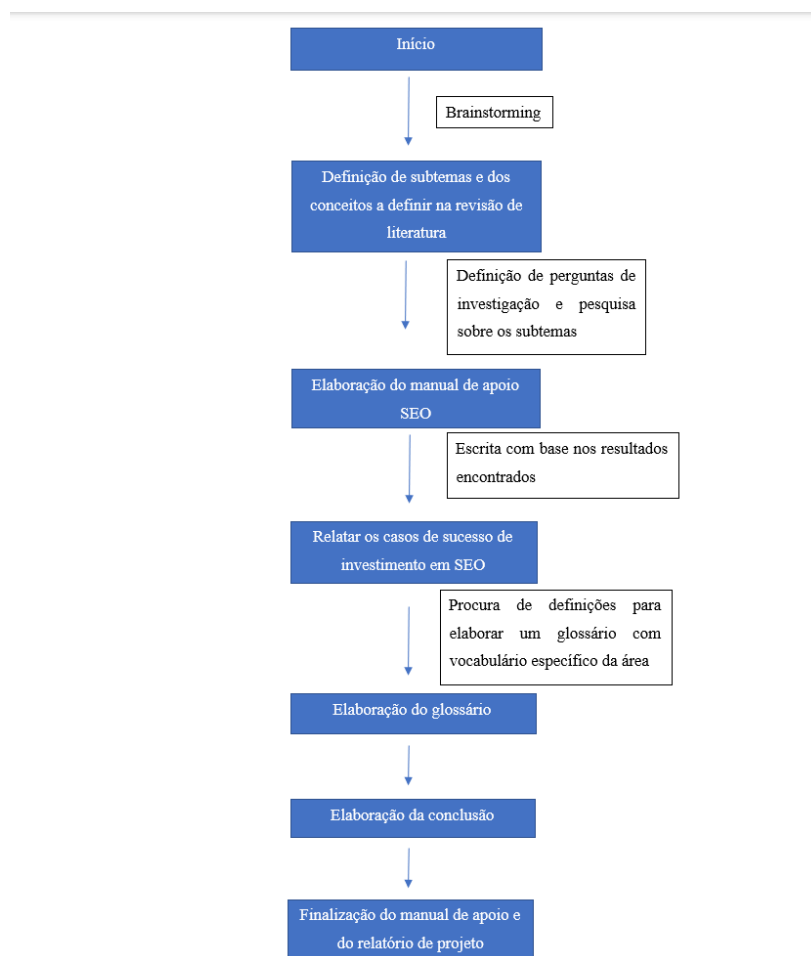 Início
Brainstorming
Definição de subtemas e dos
conceitos a definir na revisão de
literatura
Definição de perguntas de
investigação e pesquisa
sobre os subtemas
Elaboração do manual de apoio
SEO
Escrita com base nos resultados
encontrados
Relatar os casos de sucesso de
investimento em SEO
Procura de definições para
elaborar um glossário com
vocabulário específico da área
Elaboração do glossário
Elaboração da conclusão
Finalização do manual de apoio e
do relatório de projeto